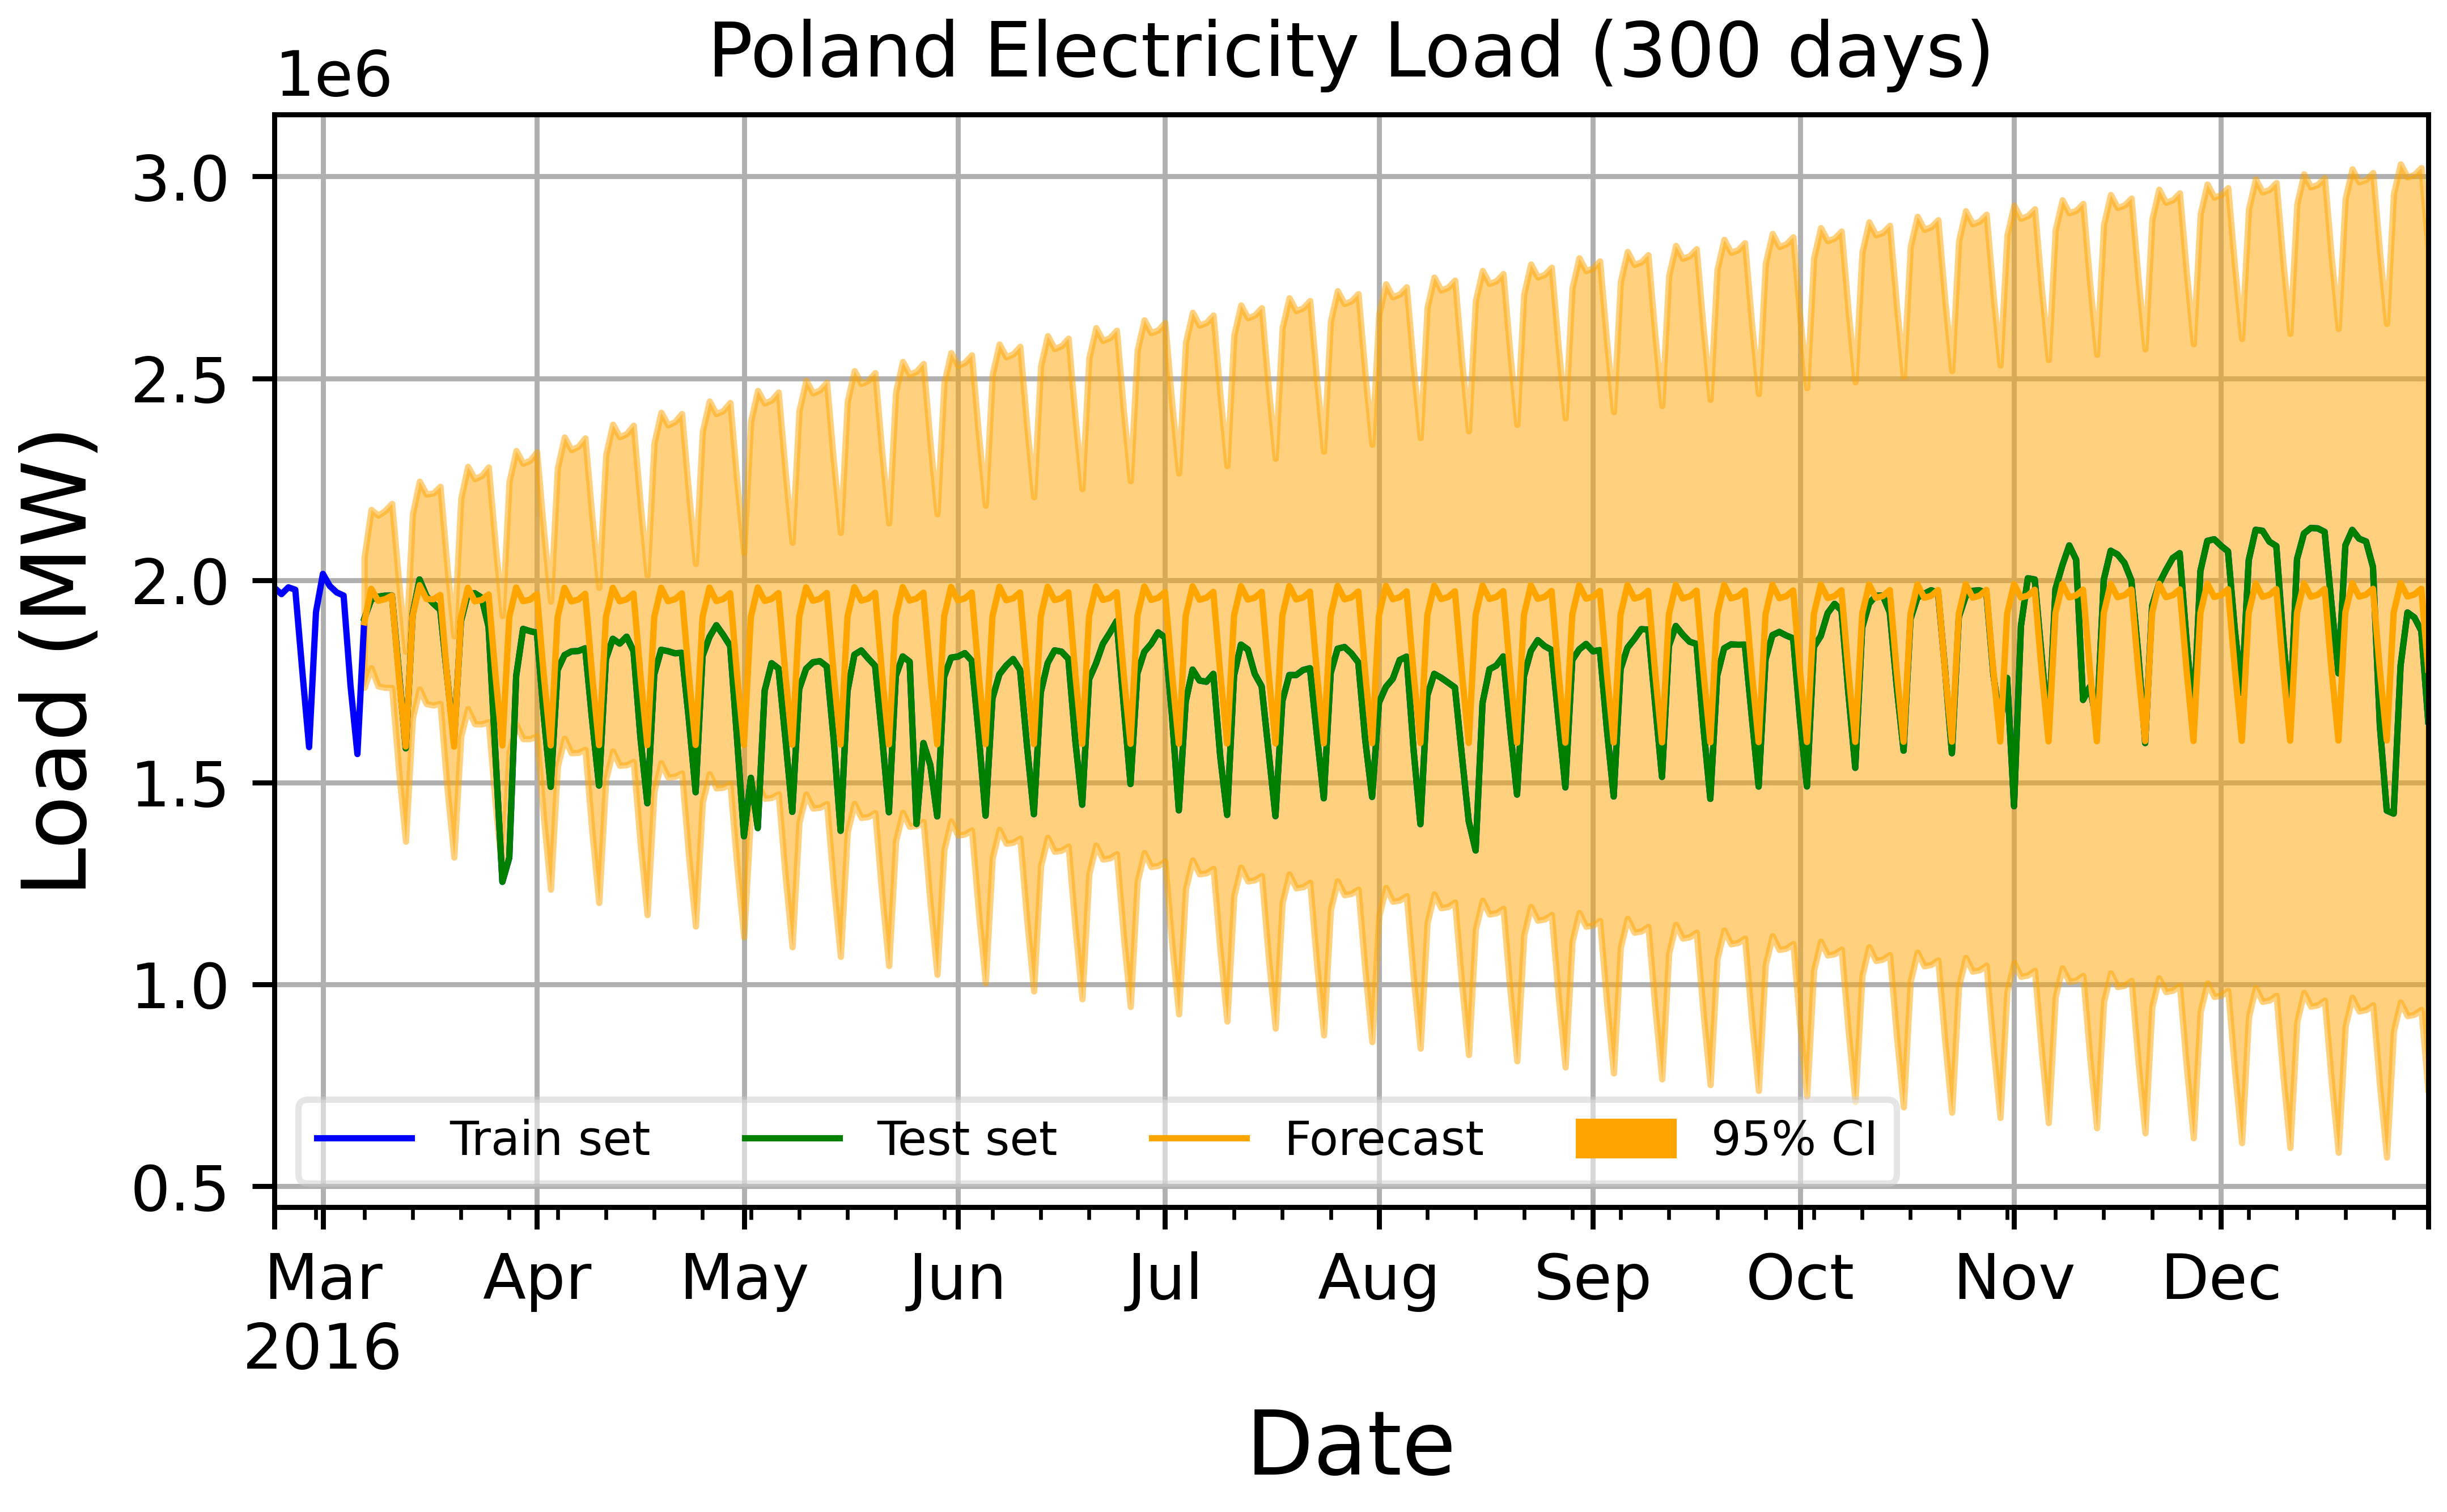 Poland Electricity Load (300 days)
1e6
3.0
2.5
2.0
1.5
1.0
0.5
Load (MW)
Train set
Test set
Forecast
95% CI
Mar
Apr
May
Jun
Jul
Aug
Sep
Oct
Nov
Dec
2016
Date